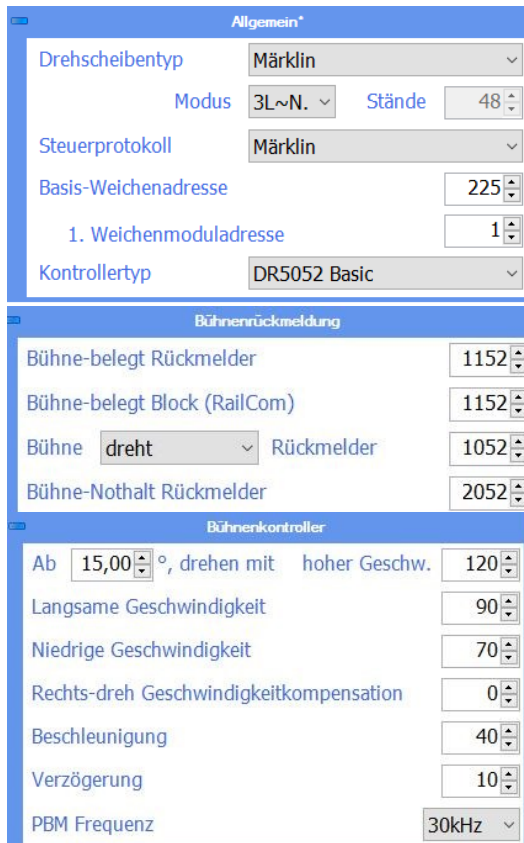 Allgemein*
Drehscheibentyp Märklin
Modus 3L~N. Stände 48
Steuerprotokoll Märklin
Basis-Weichenadresse 225
1. Weichenmoduladresse 1
Kontrollertyp DR5052 Basic
Bühnenrückmeldung
Bühne-belegt Rückmelder 1152
Bühne-belegt Block (RailCom) 1152
Bühne dreht Rückmelder 1052
Bühne-Nothalt Rückmelder 2052
Bühnenkontroller
Ab 15,00 °, drehen mit hoher Geschw. 120
Langsame Geschwindigkeit 90
Niedrige Geschwindigkeit 70
Rechts-dreh Geschwindigkeitkompensation 0
Beschleunigung 40
Verzögerung 10
PBM Frequenz 30kHz